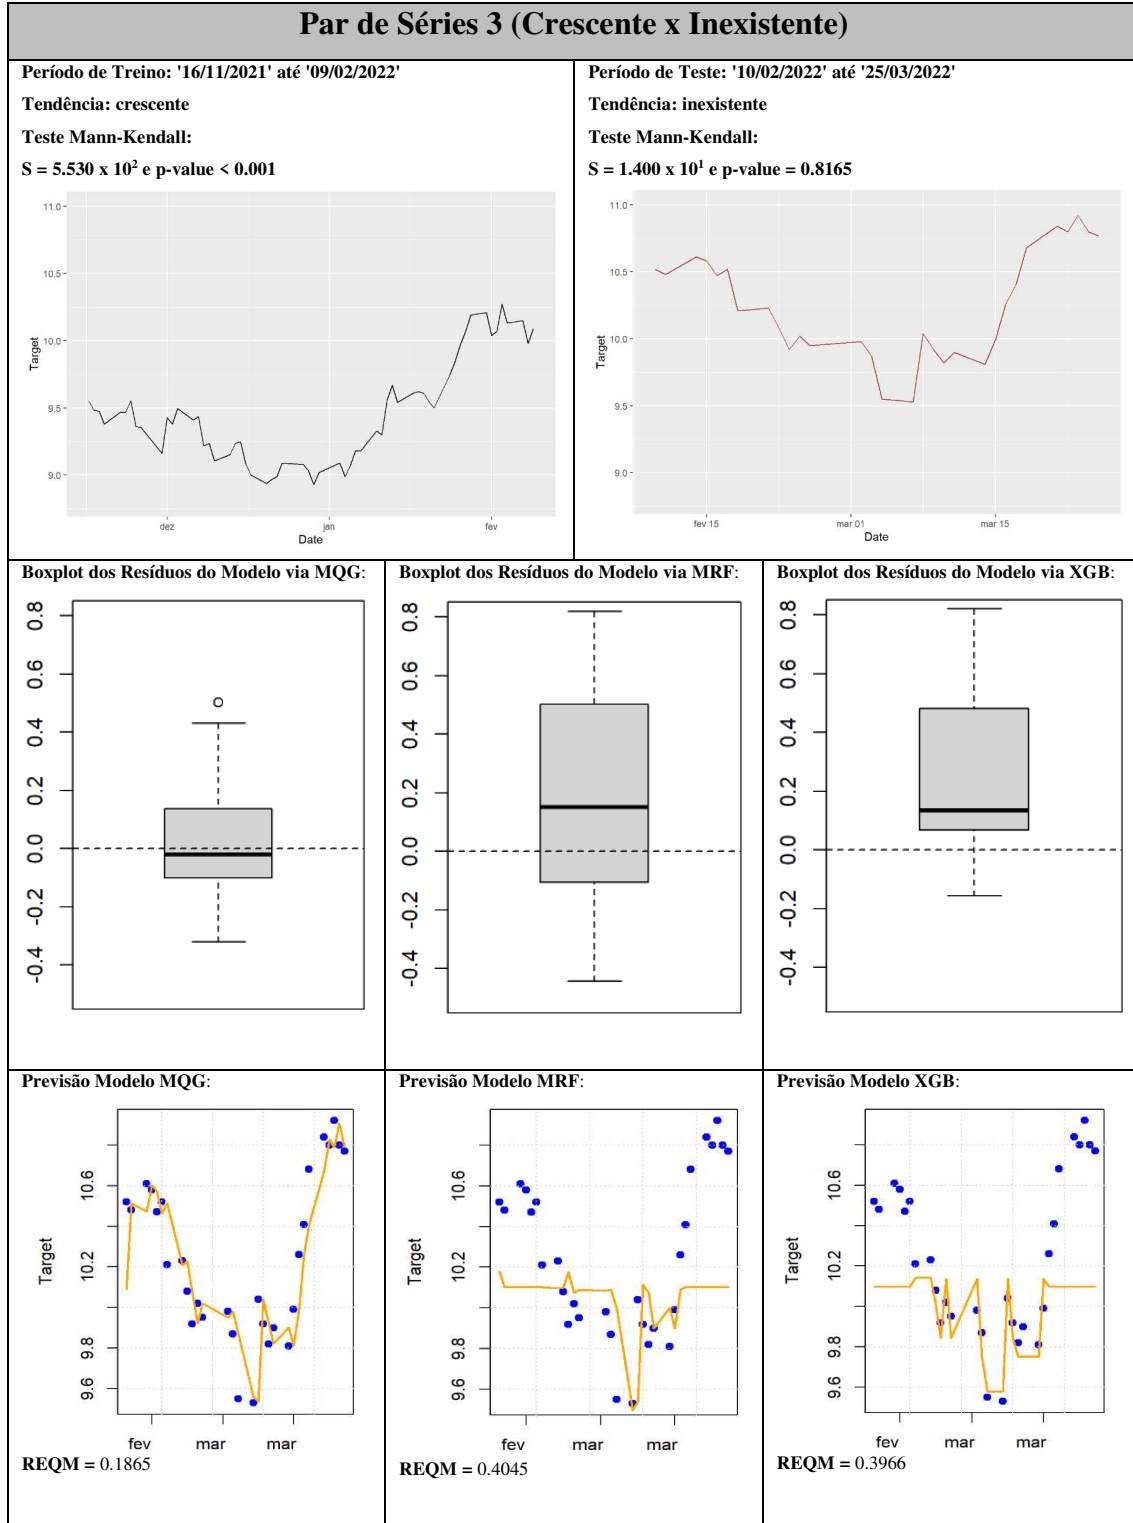 Par de Séries 3 (Crescente x Inexistente)
Período de Treino: '16/11/2021' até '09/02/2022'
Tendência: crescente
Teste Mann-Kendall:
S = 5.530 x 10² e p-value < 0.001
11.0
10.5
10.0
9.5
9.0
Target
dez
jan
fev
Date
Período de Teste: '10/02/2022' até '25/03/2022'
Tendência: inexistente
Teste Mann-Kendall:
S = 1.400 x 10¹ e p-value = 0.8165
11.0
10.5
10.0
9.5
9.0
Target
fev 15
mar 01
mar 15
Date
Boxplot dos Resíduos do Modelo via MQG:
0.8
0.6
0.4
0.2
0.0
-0.2
-0.4
Boxplot dos Resíduos do Modelo via MRF:
0.8
0.6
0.4
0.2
0.0
-0.2
-0.4
Boxplot dos Resíduos do Modelo via XGB:
0.8
0.6
0.4
0.2
0.0
-0.2
-0.4
Previsão Modelo MQG:
10.6
10.2
9.8
9.6
Target
fev
mar
mar
REQM = 0.1865
Previsão Modelo MRF:
10.6
10.2
9.8
9.6
Target
fev
mar
mar
REQM = 0.4045
Previsão Modelo XGB:
10.6
10.2
9.8
9.6
Target
fev
mar
mar
REQM = 0.3966